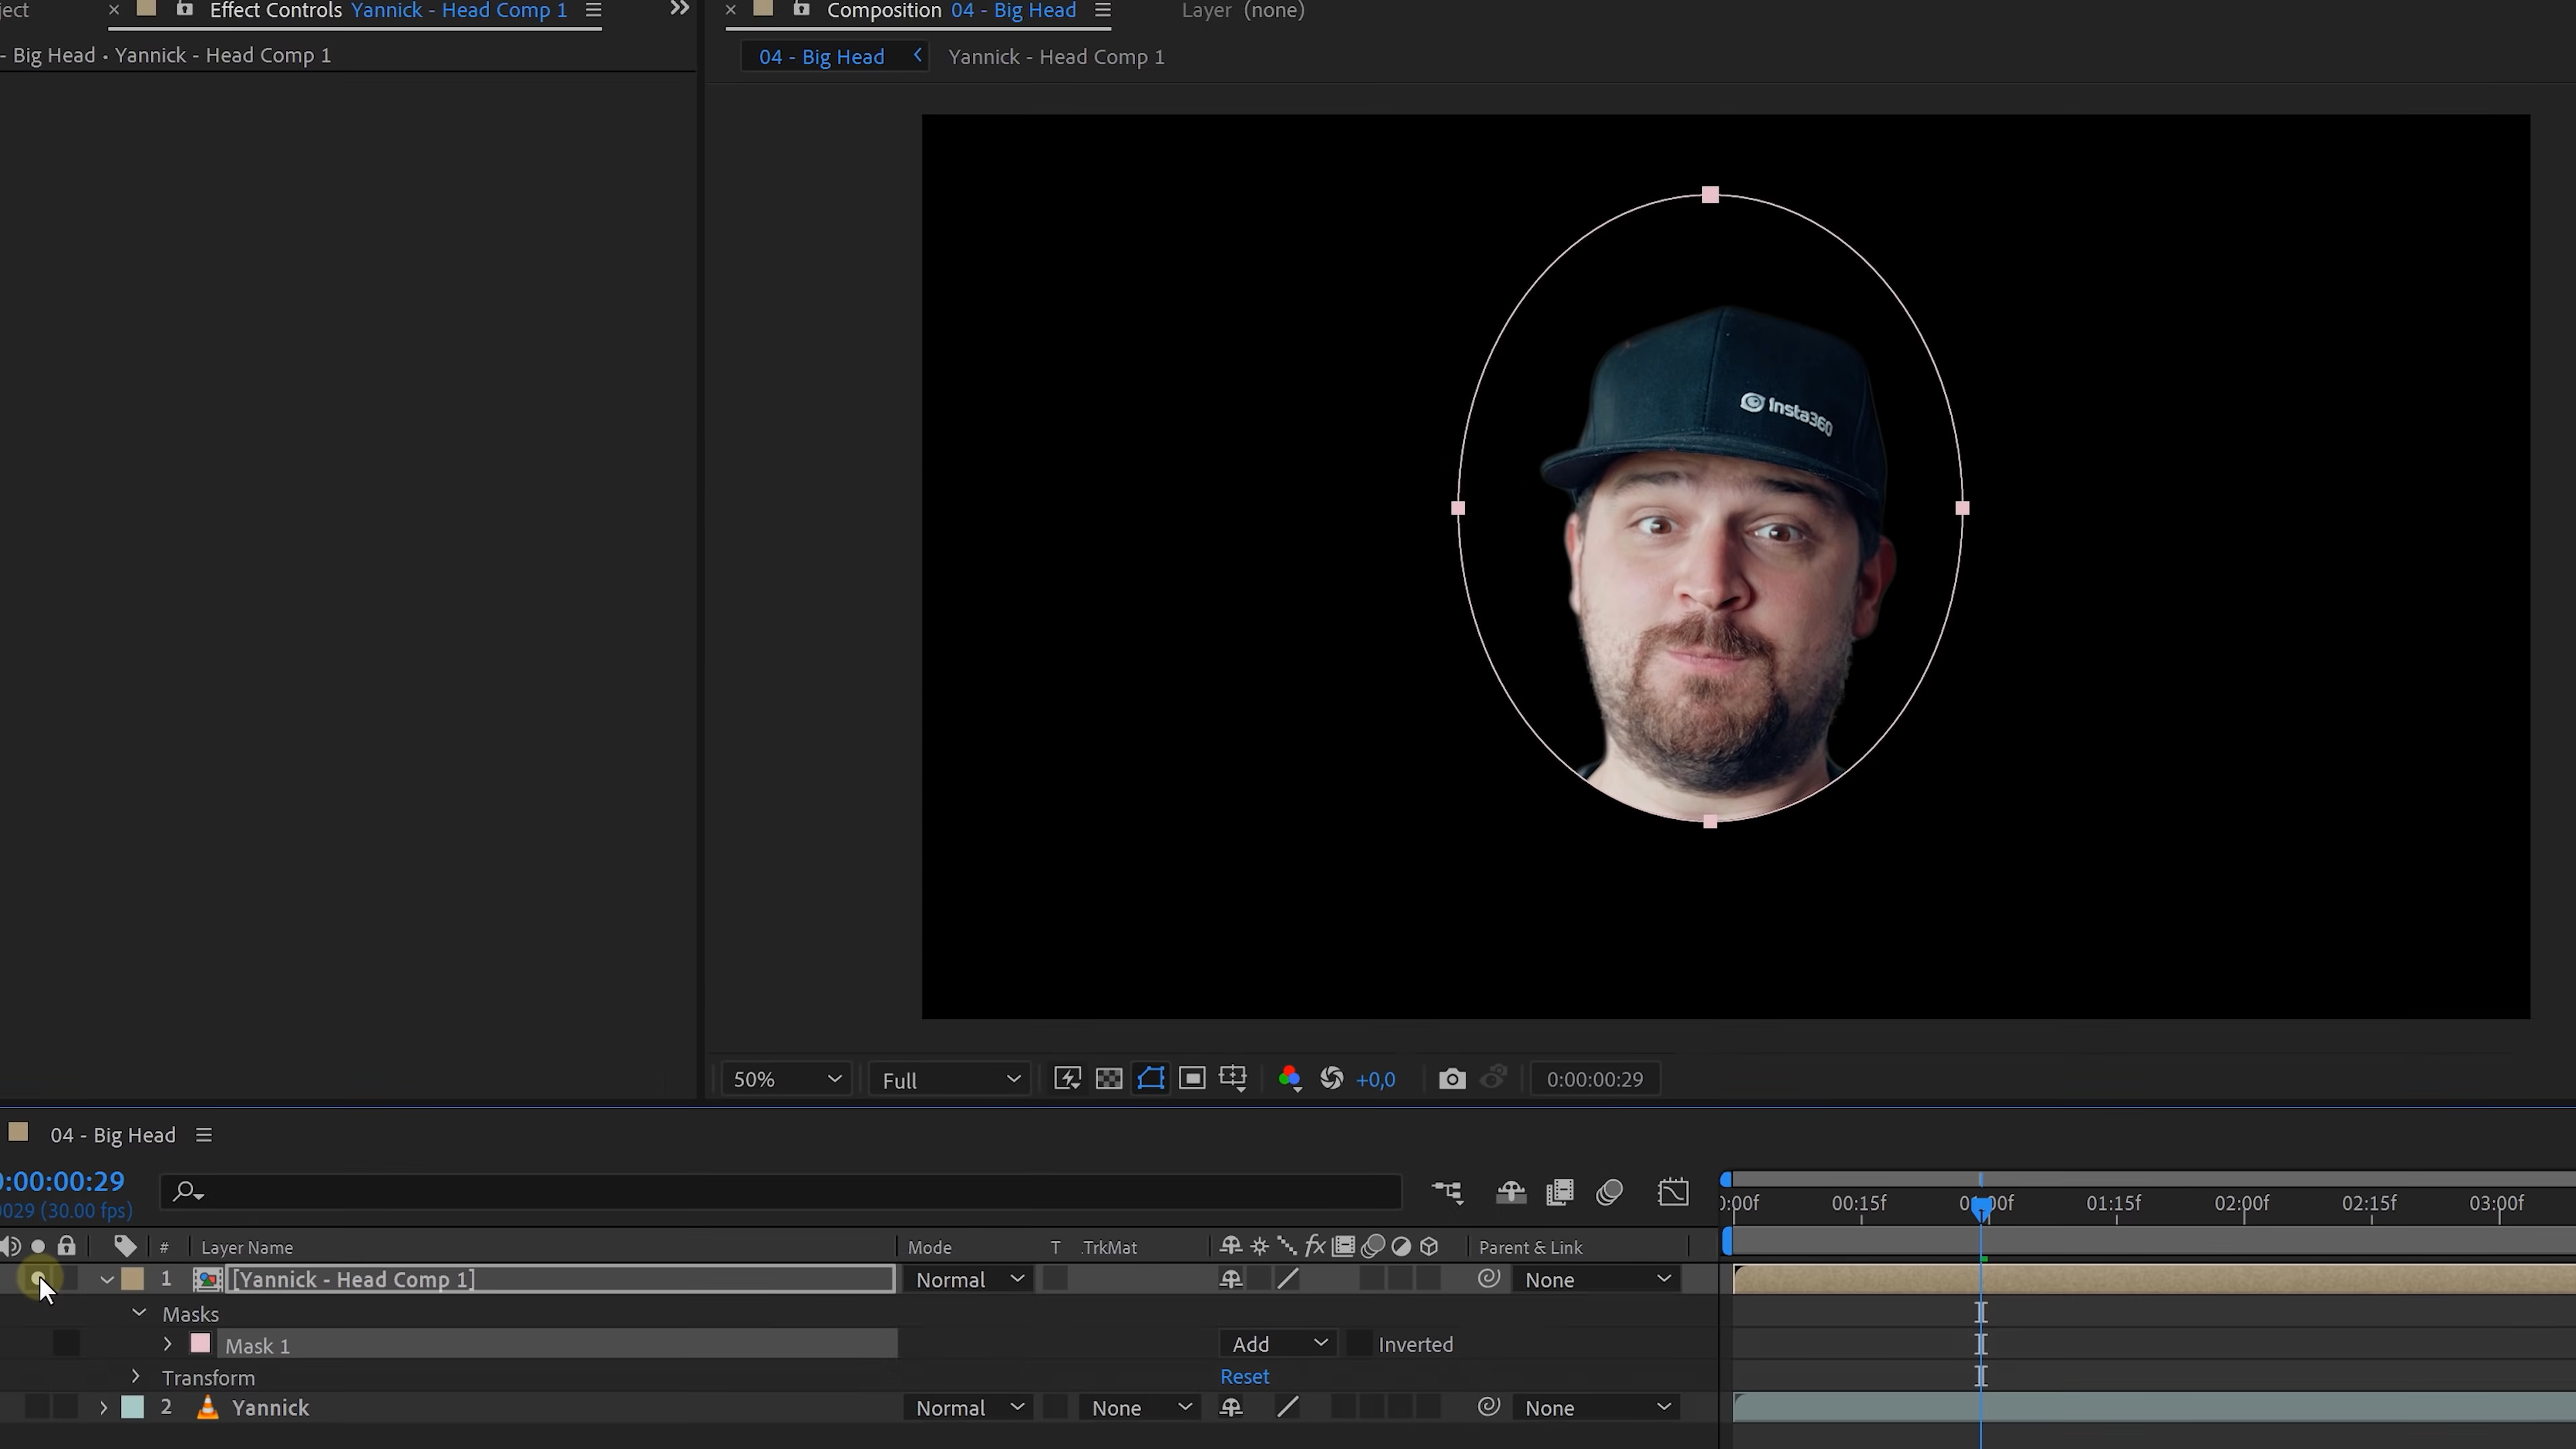 ject
Effect Controls Yannick - Head Comp 1
Composition 04 - Big Head
Layer (none)
- Big Head • Yannick - Head Comp 1
04 - Big Head
Yannick - Head Comp 1
Insta360
50%
Full
+0,0
0:00:00:29
04 - Big Head
0:00:00:29
0029 (30.00 fps)
0:00f 00:15f 01:00f 01:15f 02:00f 02:15f 03:00f
# Layer Name Mode T .TrkMat fx Parent & Link
1 [Yannick - Head Comp 1] Normal None
Masks
Mask 1 Add Inverted
Transform Reset
2 Yannick Normal None None